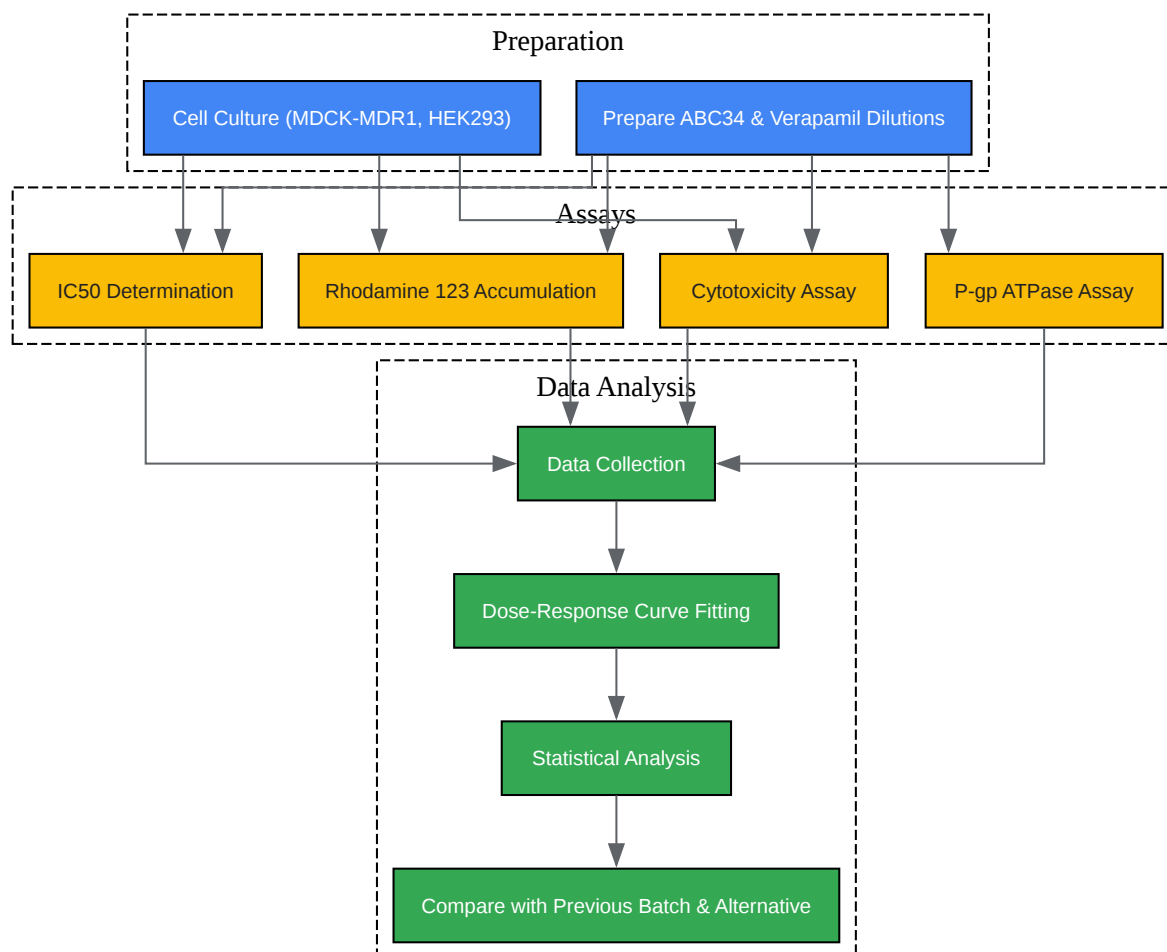 Preparation
Cell Culture (MDCK-MDR1, HEK293)
Prepare ABC34 & Verapamil Dilutions
Assays
IC50 Determination
Rhodamine 123 Accumulation
Cytotoxicity Assay
P-gp ATPase Assay
Data Analysis
Data Collection
Dose-Response Curve Fitting
Statistical Analysis
Compare with Previous Batch & Alternative